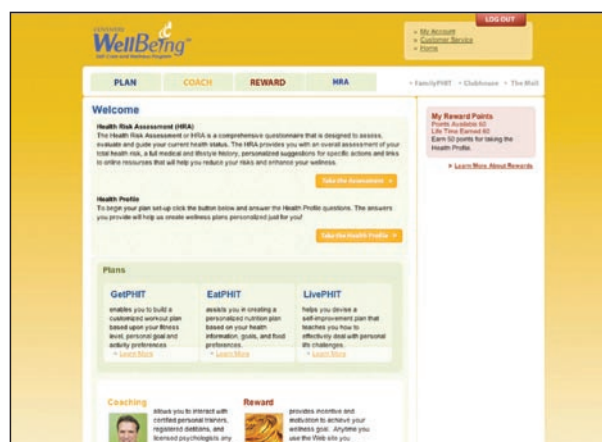 LOG OUT
WellBeing
Self-Care and Wellness Program
» My Account
» Customer Service
» Home
PLAN
COACH
REWARD
HRA
FamilyPHIT
Clubhouse
The Mall
Welcome
Health Risk Assessment (HRA)
The Health Risk Assessment or HRA is a comprehensive questionnaire that is designed to assess,
evaluate and guide your current health status. The HRA provides you with an overall assessment of your
total health risk, a full medical and lifestyle history, personalized suggestions for specific actions and links
to online resources that will help you reduce your risks and enhance your wellness.
Take the Assessment
Health Profile
To begin your plan set-up click the button below and answer the Health Profile questions. The answers
you provide will help us create wellness plans personalized just for you!
Take the Health Profile
My Reward Points
Points Available 60
Life Time Earned 60
Earn 50 points for taking the
Health Profile.
» Learn More About Rewards
Plans
GetPHIT
enables you to build a
customized workout plan
based upon your fitness
level, personal goal and
activity preferences
Learn More
EatPHIT
assists you in creating a
personalized nutrition plan
based on your health
information, goals, and food
preferences.
Learn More
LivePHIT
helps you devise a
self-improvement plan that
teaches you how to
effectively deal with personal
life challenges.
Learn More
Coaching
allows you to interact with
certified personal trainers,
registered dietitians, and
licensed psychologists any
Reward
provides incentive and
motivation to achieve your
wellness goal. Anytime you
use the Web site you